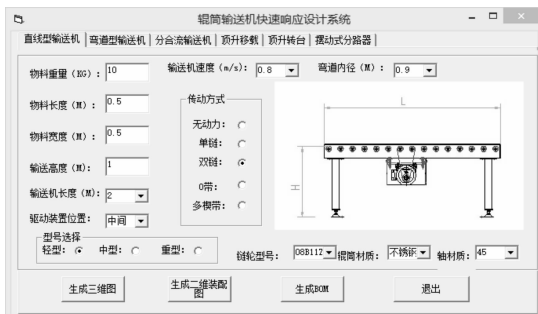 辊筒输送机快速响应设计系统
直线型输送机 弯道型输送机 分合流输送机 顶升移载 顶升转台 摆动式分路器
物料重量（KG）： 10 输送机速度（m/s）： 0.8 弯道内径（M）： 0.9
物料长度（M）： 0.5
物料宽度（M）： 0.5
输送高度（M）： 1
输送机长度（M）： 2
驱动装置位置： 中间
传动方式
无动力：
单链：
双链：
O带：
多楔带：
L
H
型号选择
轻型： 中型： 重型：
链轮型号： 08B11Z 辊筒材质： 不锈钢 轴材质： 45
生成三维图 生成二维装配图 生成BOM 退出